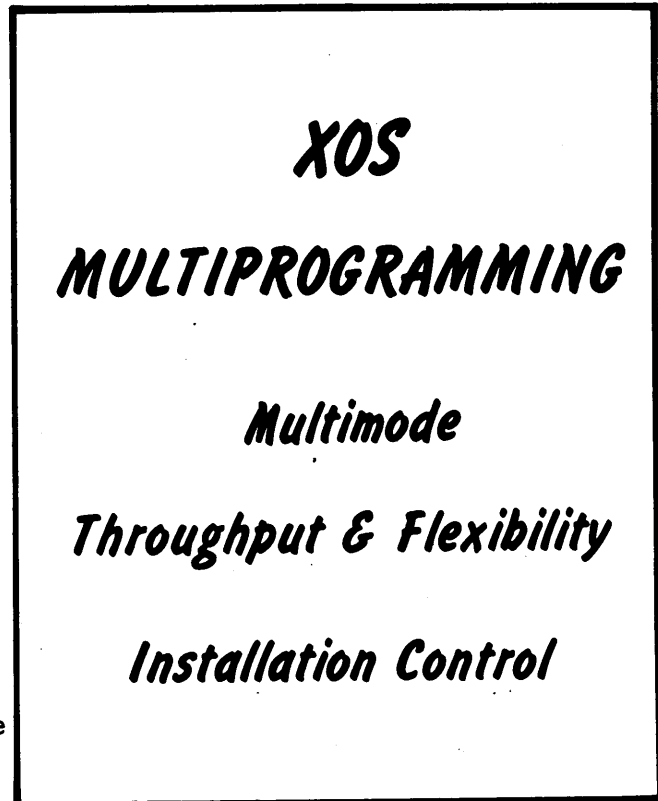 XOS
MULTIPROGRAMMING
Multimode
Throughput & Flexibility
Installation Control
e